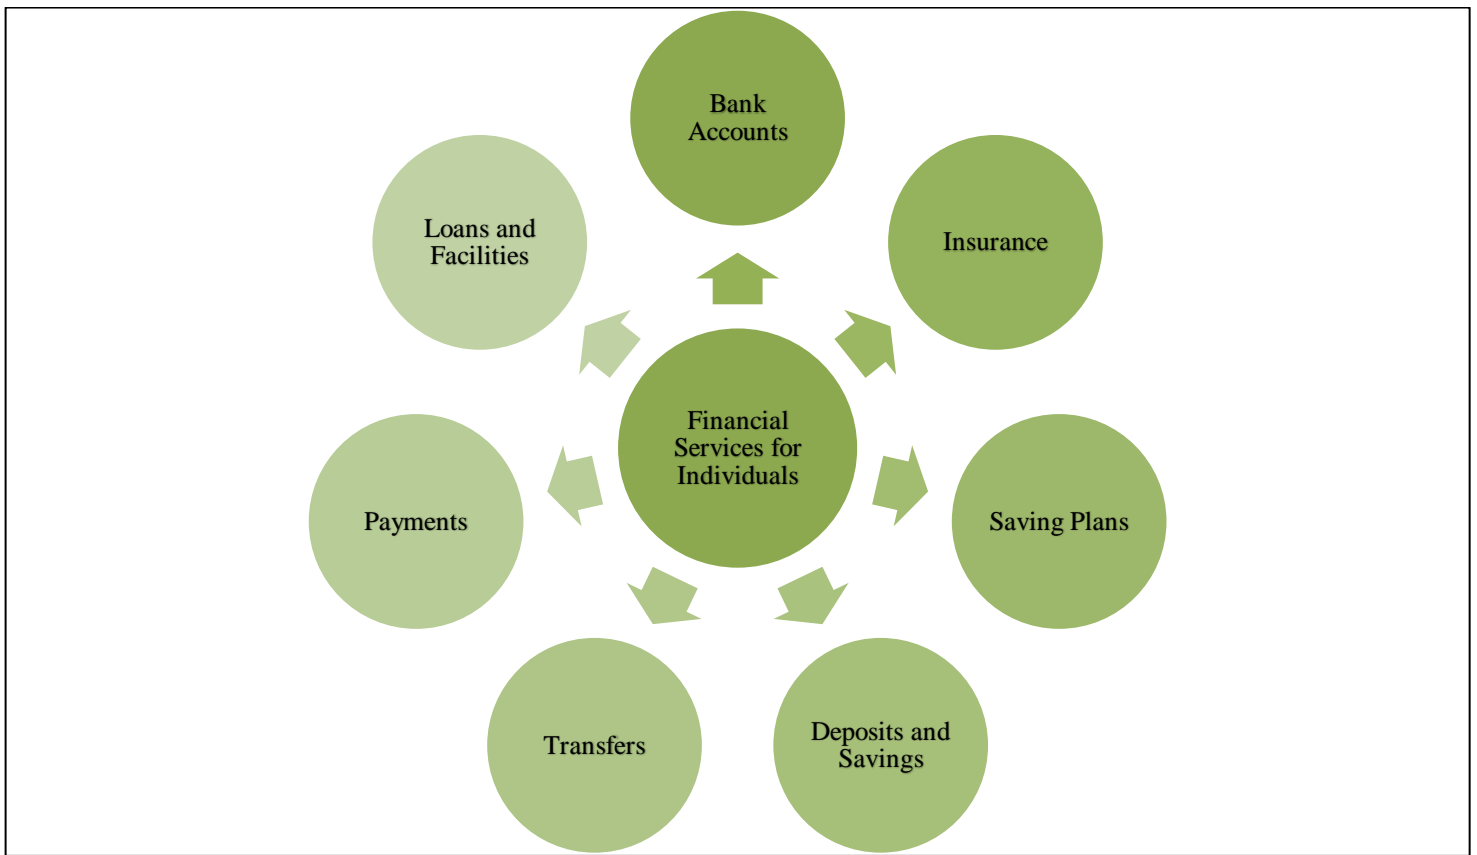 Bank
Accounts
Insurance
Saving Plans
Deposits and
Savings
Transfers
Payments
Loans and
Facilities
Financial
Services for
Individuals